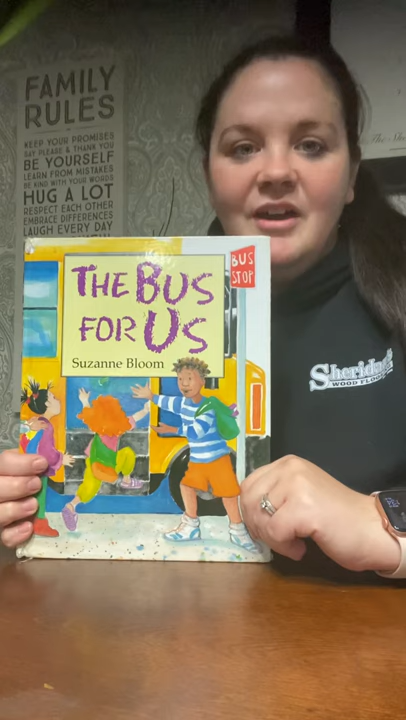 FAMILY
RULES
KEEP YOUR PROMISES
SAY PLEASE & THANK YOU
BE YOURSELF
LEARN FROM MISTAKES
BE KIND WITH YOUR WORDS
HUG A LOT
RESPECT EACH OTHER
EMBRACE DIFFERENCES
LAUGH EVERY DAY
BUS
STOP
THE BUS
FOR US
Suzanne Bloom
WOOD
The